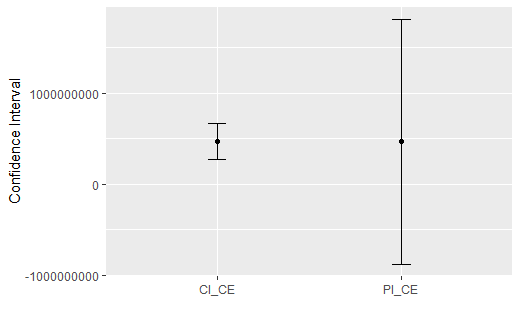 Confidence Interval
1000000000
0
-1000000000
CI_CE
PI_CE